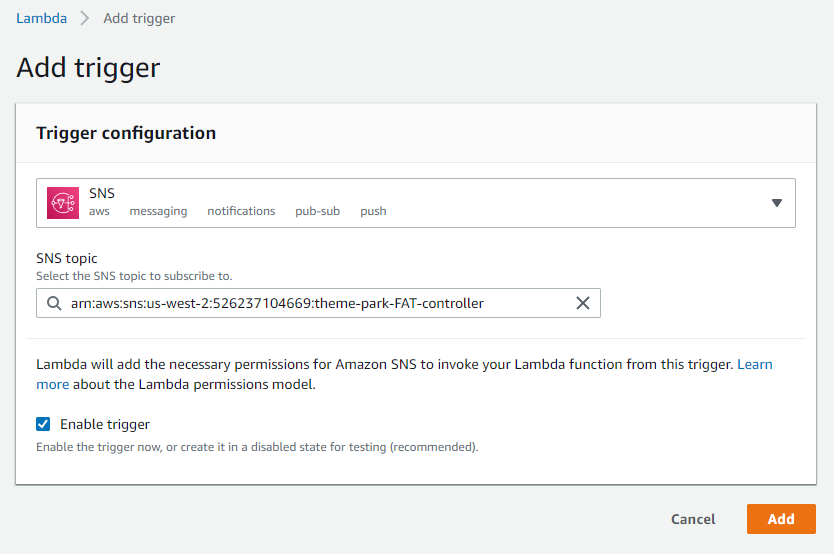 Lambda > Add trigger
Add trigger
Trigger configuration
SNS
aws messaging notifications pub-sub push
SNS topic
Select the SNS topic to subscribe to.
arn:aws:sns:us-west-2:526237104669:theme-park-FAT-controller
Lambda will add the necessary permissions for Amazon SNS to invoke your Lambda function from this trigger. Learn
more about the Lambda permissions model.
Enable trigger
Enable the trigger now, or create it in a disabled state for testing (recommended).
Cancel Add